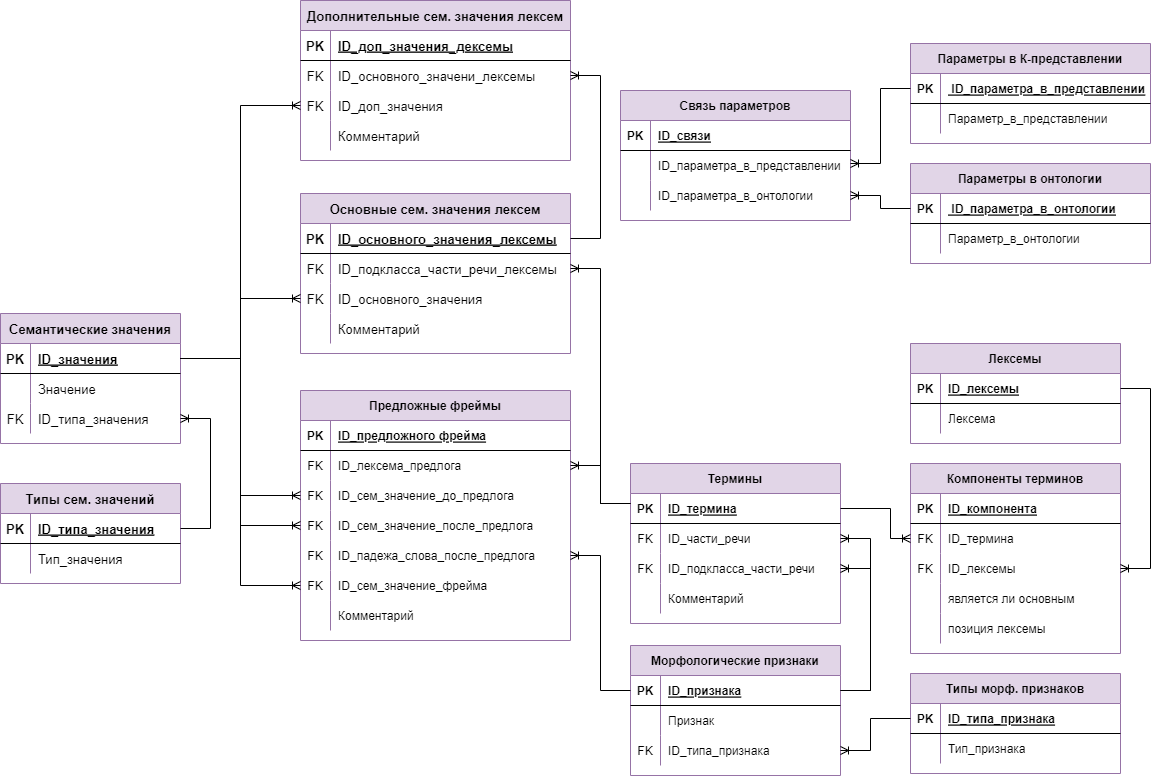 Дополнительные сем. значения лексем
PK ID_доп_значения_дексемы
FK ID_основного_значени_лексемы
FK ID_доп_значения
Комментарий
Основные сем. значения лексем
PK ID_основного_значения_лексемы
FK ID_подкласса_части_речи_лексемы
FK ID_основного_значения
Комментарий
Семантические значения
PK ID_значения
Значение
FK ID_типа_значения
Типы сем. значений
PK ID_типа_значения
Тип_значения
Предложные фреймы
PK ID_предложного фрейма
FK ID_лексема_предлога
FK ID_сем_значение_до_предлога
FK ID_сем_значение_после_предлога
FK ID_падежа_слова_после_предлога
FK ID_сем_значение_фрейма
Комментарий
Связь параметров
PK ID_связи
ID_параметра_в_представлении
ID_параметра_в_онтологии
Параметры в К-представлении
PK ID_параметра_в_представлении
Параметр_в_представлении
Параметры в онтологии
PK ID_параметра_в_онтологии
Параметр_в_онтологии
Лексемы
PK ID_лексемы
Лексема
Термины
PK ID_термина
FK ID_части_речи
FK ID_подкласса_части_речи
Комментарий
Компоненты терминов
PK ID_компонента
FK ID_термина
FK ID_лексемы
является ли основным
позиция лексемы
Морфологические признаки
PK ID_признака
Признак
FK ID_типа_признака
Типы морф. признаков
PK ID_типа_признака
Тип_признака